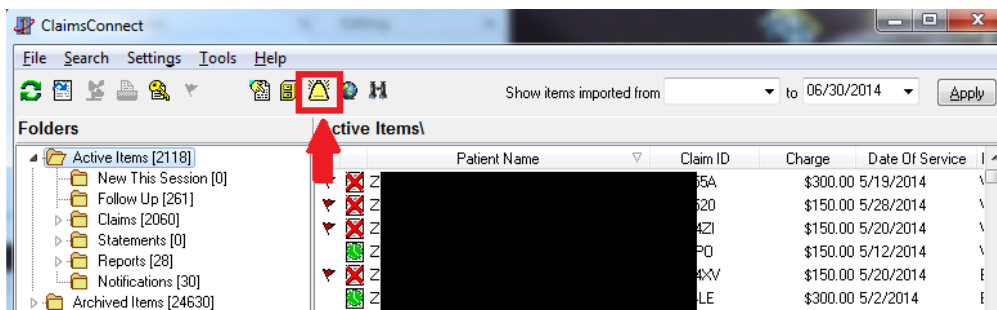 ClaimsConnect
File Search Settings Tools Help
Show items imported from to 06/30/2014 Apply
Folders
ctive Items\
Active Items [2118]
New This Session [0]
Follow Up [261]
Claims [2060]
Statements [0]
Reports [28]
Notifications [30]
Archived Items [24630]
Patient Name Claim ID Charge Date Of Service
Z 55A $300.00 5/19/2014
Z 520 $150.00 5/28/2014
Z 4ZI $150.00 5/20/2014
Z PO $150.00 5/12/2014
Z 4XV $150.00 5/20/2014
Z LE $300.00 5/2/2014